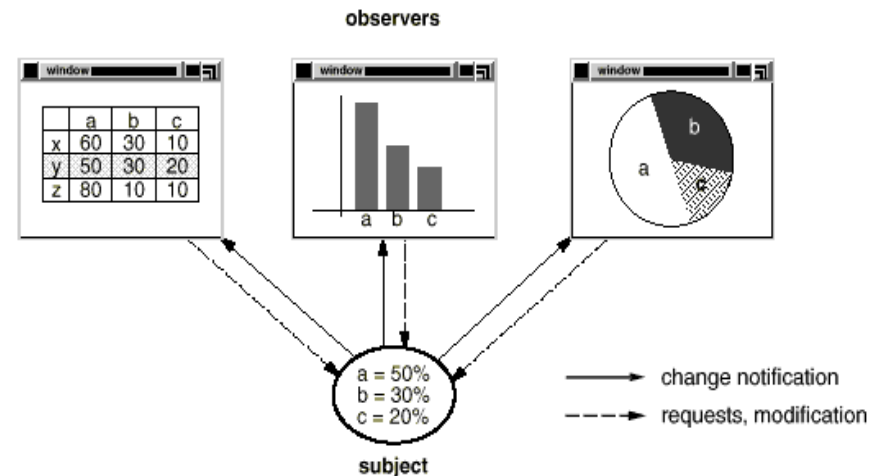 observers
window
window
window
a b c
x 60 30 10
y 50 30 20
z 80 10 10
a b c
a
b
c
a = 50%
b = 30%
c = 20%
subject
change notification
requests, modification